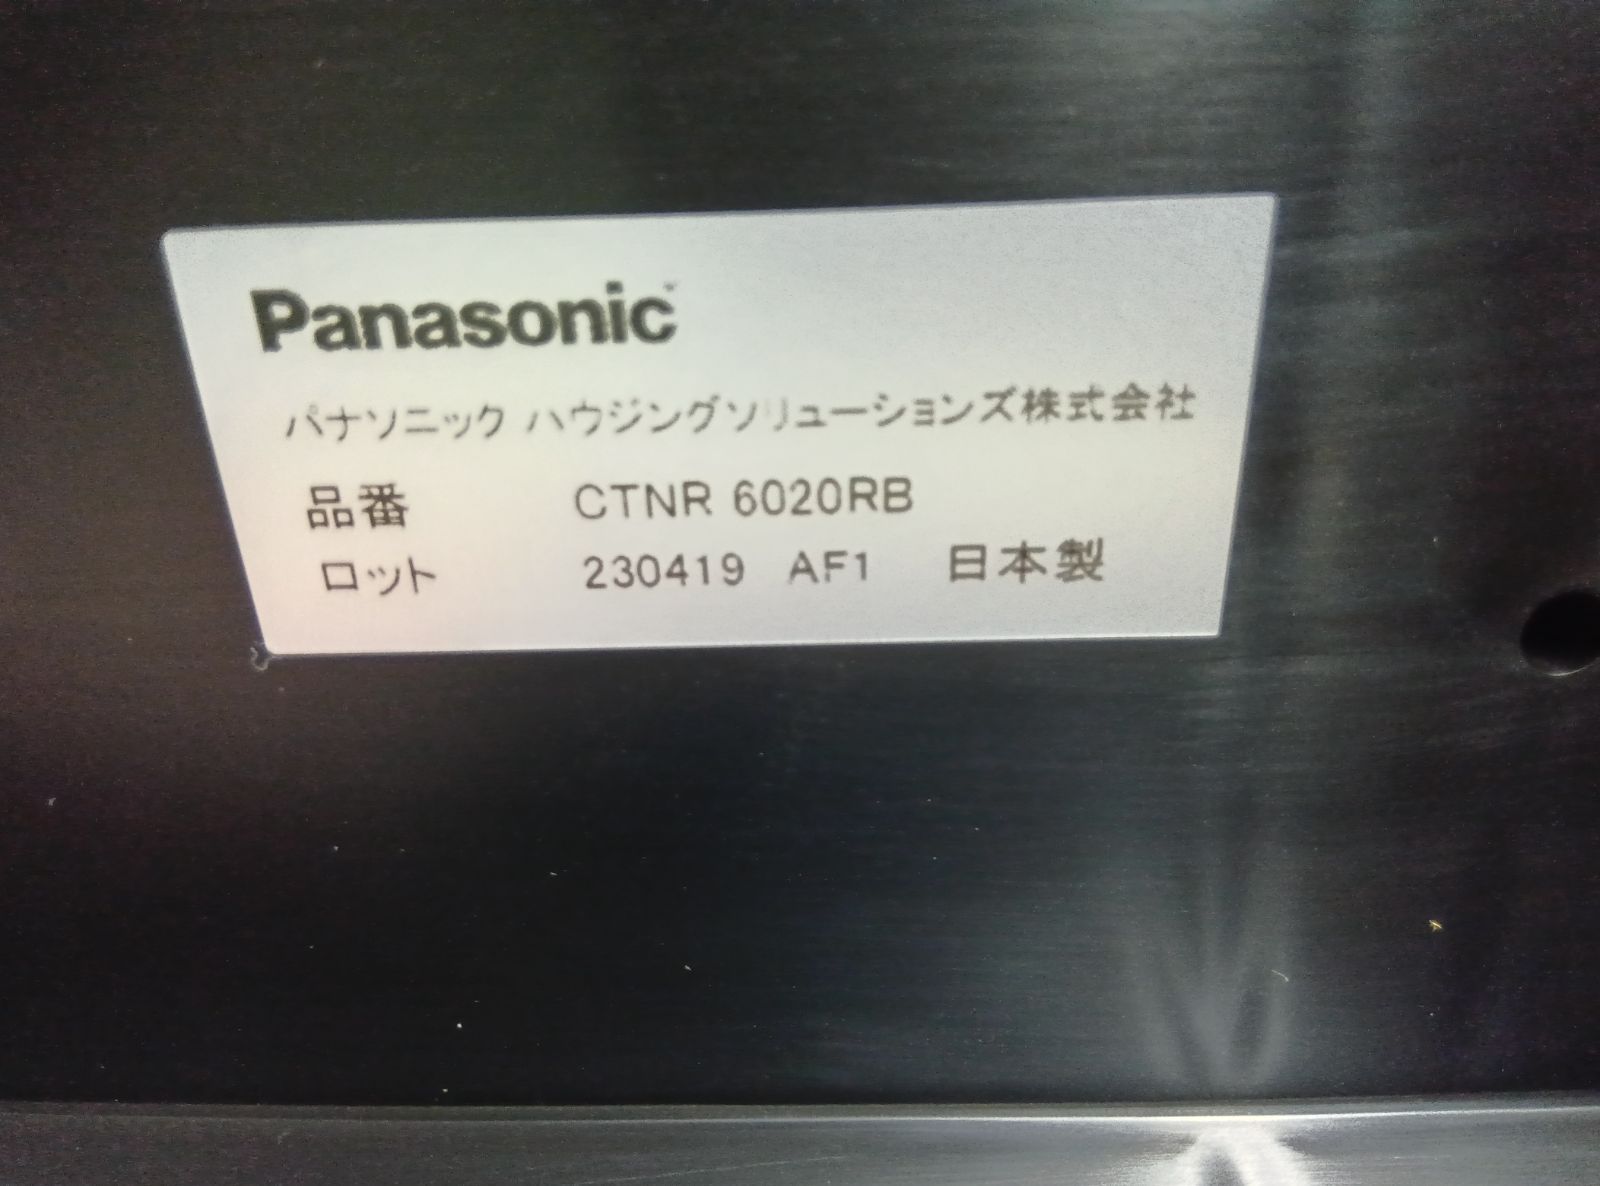 Panasonic
パナソニック ハウジングソリューションズ株式会社
品番 CTNR 6020RB
ロット 230419 AF1 日本製